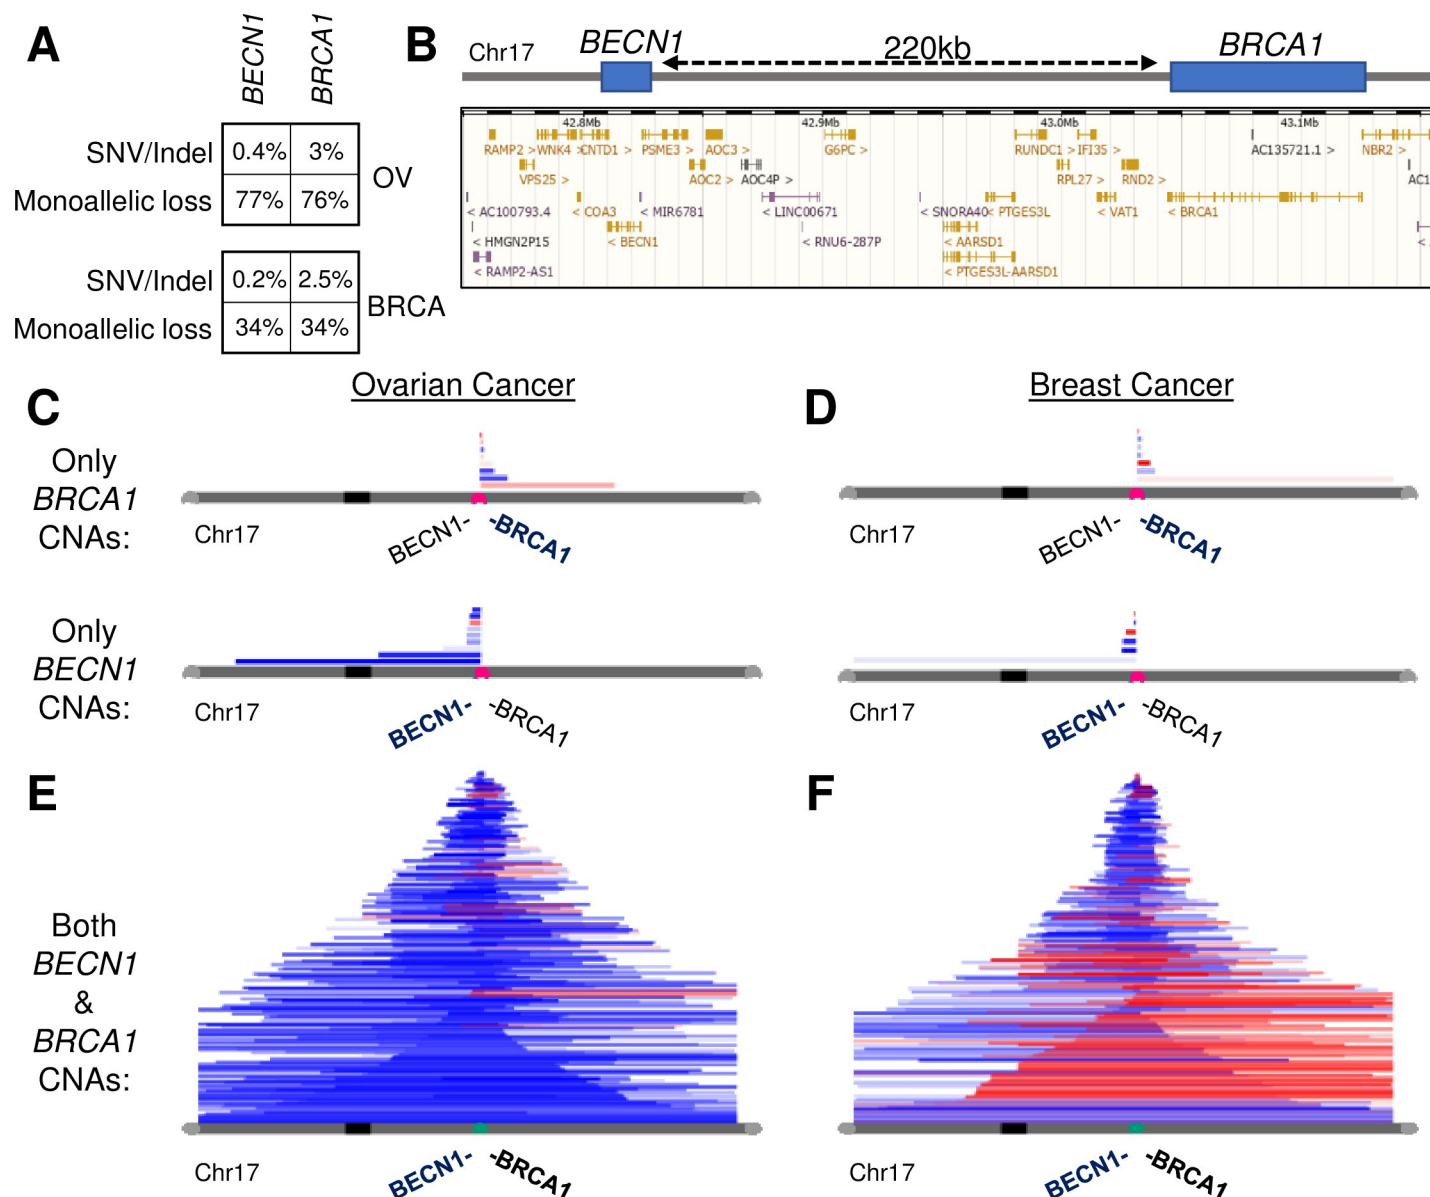 A
BECN1
BRCA1
SNV/Indel 0.4% 3%
Monoallelic loss 77% 76%
OV
SNV/Indel 0.2% 2.5%
Monoallelic loss 34% 34%
BRCA
B
Chr17 BECN1 220kb BRCA1
42.8Mb 42.9Mb 43.0Mb 43.1Mb
RAMP2 > WNK4 > CNTD1 > PSME3 > AOC3 > G6PC > RUNDC1 > IFI35 > AC135721.1 > NBR2 >
VPS25 > AOC2 > AOC4P > RPL27 > RND2 > AC1
< AC100793.4 < COA3 < MIR6781 < LINC00671 < SNORA40 < PTGES3L < VAT1 < BRCA1
< HMGN2P15 < BECN1 < RNU6-287P < AARSD1 <
< RAMP2-AS1 < PTGES3L-AARSD1
C
Ovarian Cancer
Only
BRCA1
CNAs:
Chr17
BECN1-
-BRCA1
Only
BECN1
CNAs:
Chr17
BECN1-
-BRCA1
D
Breast Cancer
Chr17
BECN1-
-BRCA1
Chr17
BECN1-
-BRCA1
E
Both
BECN1
&
BRCA1
CNAs:
Chr17
BECN1-
-BRCA1
F
Chr17
BECN1-
-BRCA1